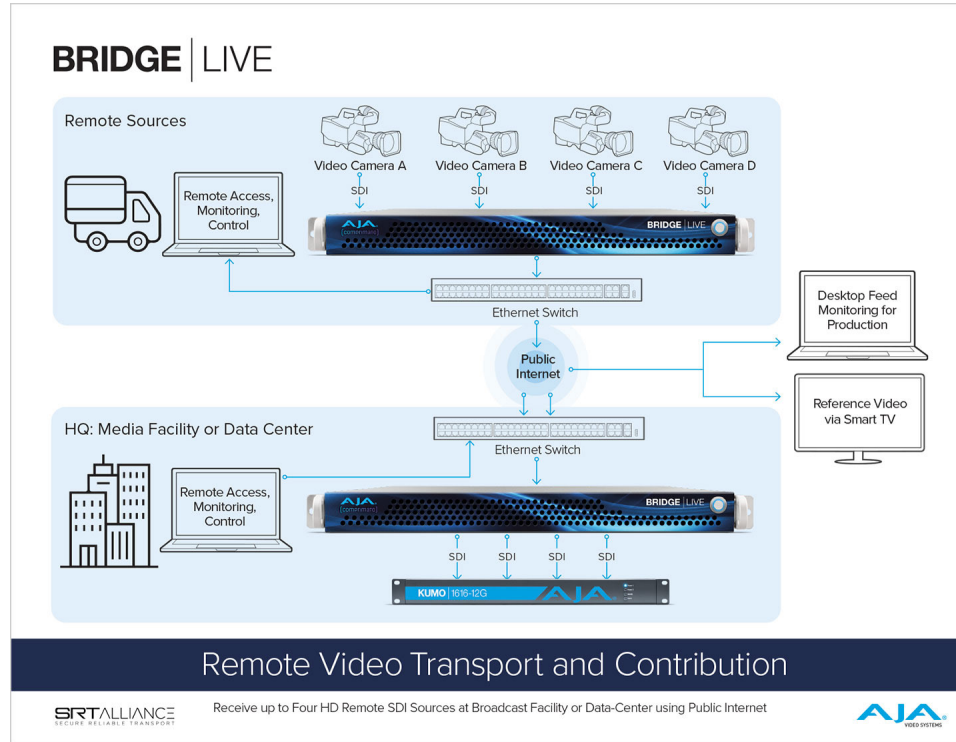 BRIDGE | LIVE
Remote Sources
Video Camera A
Video Camera B
Video Camera C
Video Camera D
SDI
SDI
SDI
SDI
Remote Access,
Monitoring,
Control
AJA
[comprimato]
BRIDGE | LIVE
Ethernet Switch
Public
Internet
Desktop Feed
Monitoring for
Production
Reference Video
via Smart TV
HQ: Media Facility or Data Center
Ethernet Switch
Remote Access,
Monitoring,
Control
AJA
[comprimato]
BRIDGE | LIVE
SDI
SDI
SDI
SDI
KUMO | 1616-12G
AJA
Remote Video Transport and Contribution
SRTALLIANCE
SECURE RELIABLE TRANSPORT
Receive up to Four HD Remote SDI Sources at Broadcast Facility or Data-Center using Public Internet
AJA®
VIDEO SYSTEMS